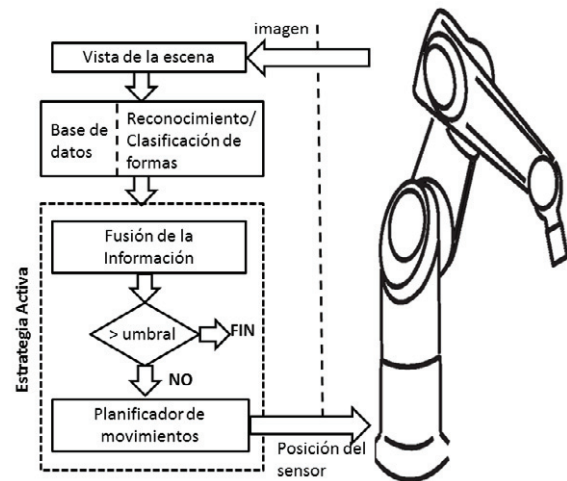 imagen
Vista de la escena
Base de
datos
Reconocimiento/
Clasificación de
formas
Estrategia Activa
Fusión de la
Información
> umbral
FIN
NO
Planificador de
movimientos
Posición del
sensor